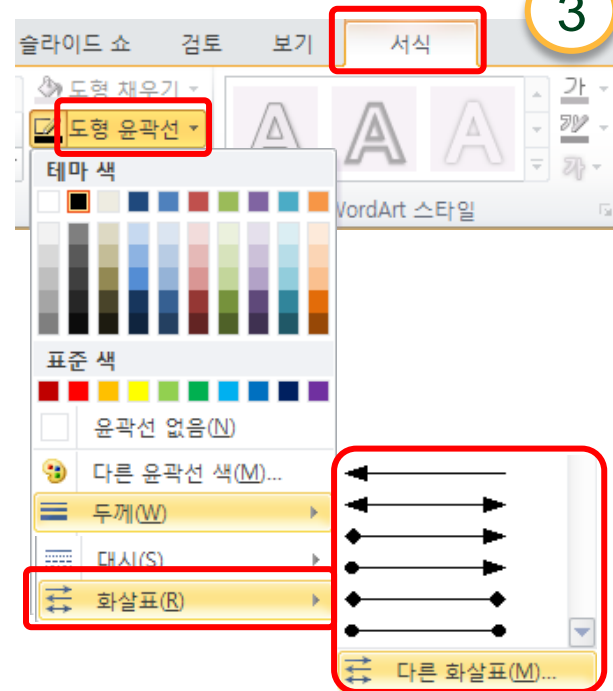 3
슬라이드 쇼 검토 보기 서식
도형 채우기
도형 윤곽선
가
가
가
테마 색
WordArt 스타일
표준 색
윤곽선 없음(N)
다른 윤곽선 색(M)...
두께(W)
대시(S)
화살표(R)
다른 화살표(M)...